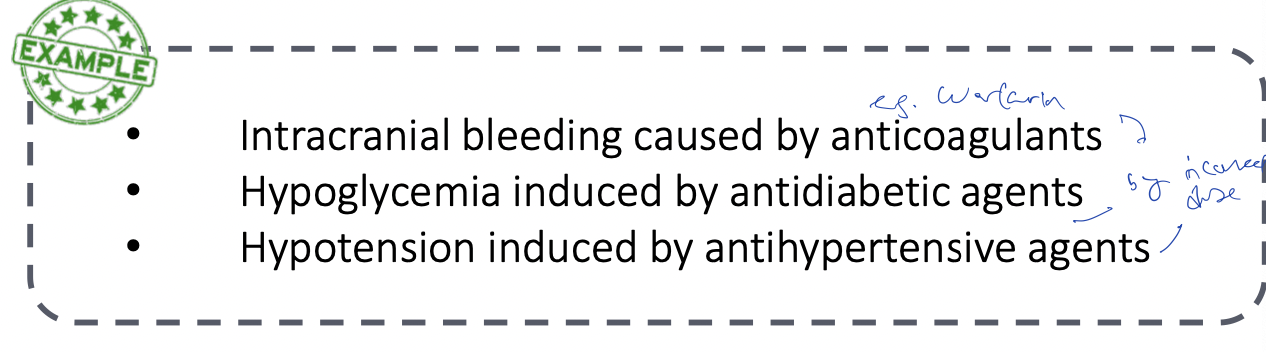 EXAMPLE
eg. Warfarin
• Intracranial bleeding caused by anticoagulants
• Hypoglycemia induced by antidiabetic agents
by incorrect
dose
• Hypotension induced by antihypertensive agents